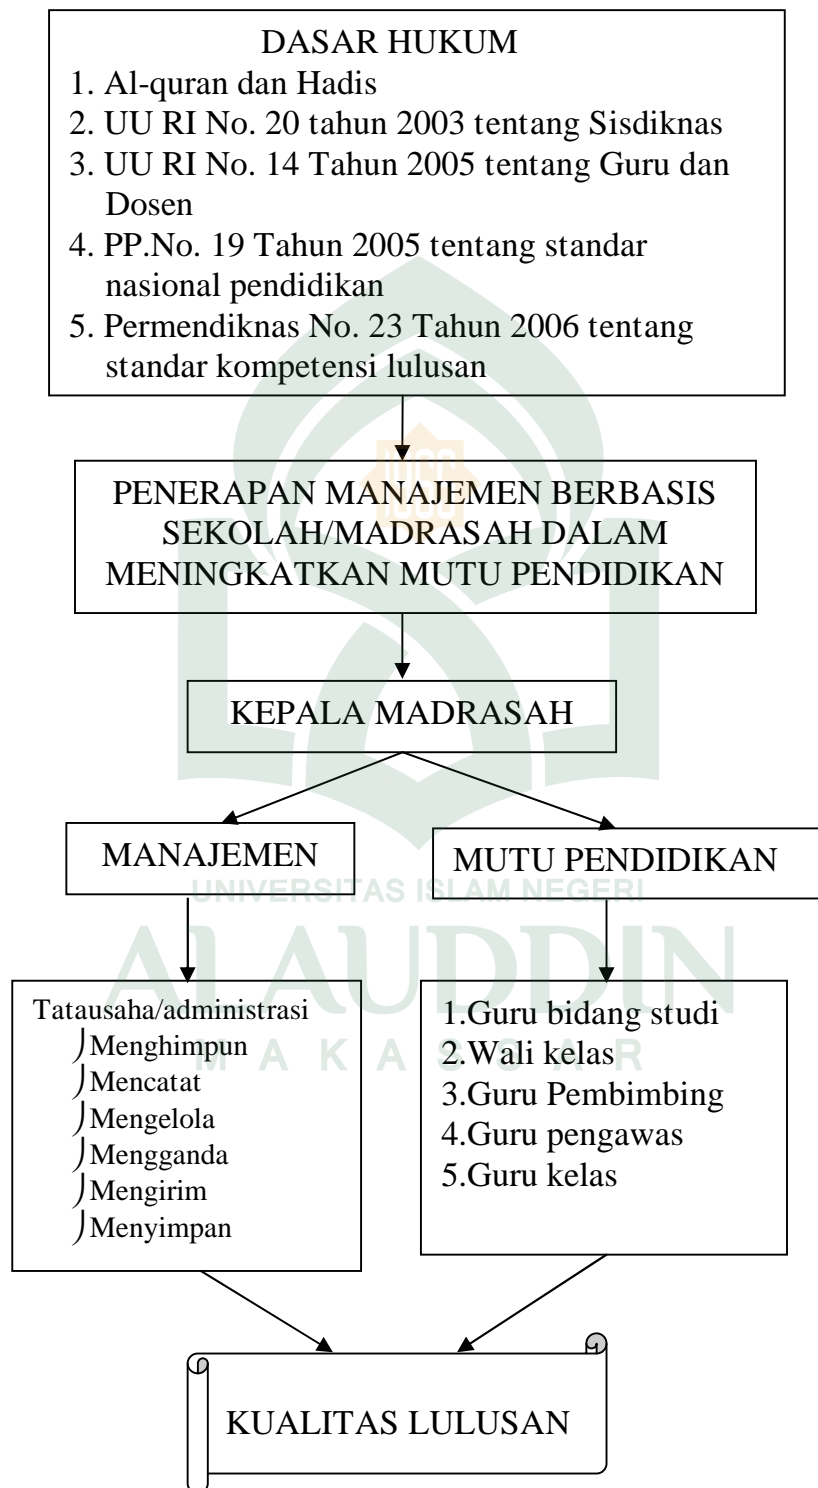 DASAR HUKUM
1. Al-quran dan Hadis
2. UU RI No. 20 tahun 2003 tentang Sisdiknas
3. UU RI No. 14 Tahun 2005 tentang Guru dan
Dosen
4. PP.No. 19 Tahun 2005 tentang standar
nasional pendidikan
5. Permendiknas No. 23 Tahun 2006 tentang
standar kompetensi lulusan
PENERAPAN MANAJEMEN BERBASIS
SEKOLAH/MADRASAH DALAM
MENINGKATKAN MUTU PENDIDIKAN
KEPALA MADRASAH
MANAJEMEN
MUTU PENDIDIKAN
UNIVERSITAS ISLAM NEGERI
ALAUDDIN
MAKASSAR
Tatausaha/administrasi
Menghimpun
Mencatat
Mengelola
Mengganda
Mengirim
Menyimpan
1.Guru bidang studi
2.Wali kelas
3.Guru Pembimbing
4.Guru pengawas
5.Guru kelas
KUALITAS LULUSAN